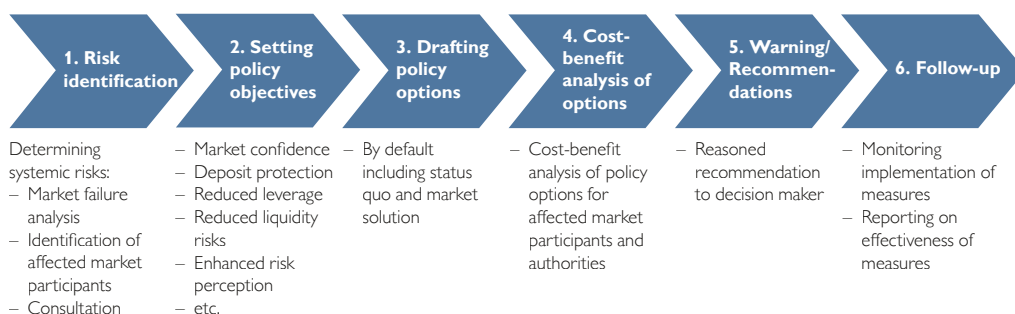 1. Risk
identification
2. Setting
policy
objectives
3. Drafting
policy
options
4. Cost-
benefit
analysis of
options
5. Warning/
Recommen-
dations
6. Follow-up
Determining
systemic risks:
– Market failure
analysis
– Identification of
affected market
participants
– Consultation
– Market confidence
– Deposit protection
– Reduced leverage
– Reduced liquidity
risks
– Enhanced risk
perception
– etc.
– By default
including status
quo and market
solution
– Cost-benefit
analysis of policy
options for
affected market
participants and
authorities
– Reasoned
recommendation
to decision maker
– Monitoring
implementation of
measures
– Reporting on
effectiveness of
measures